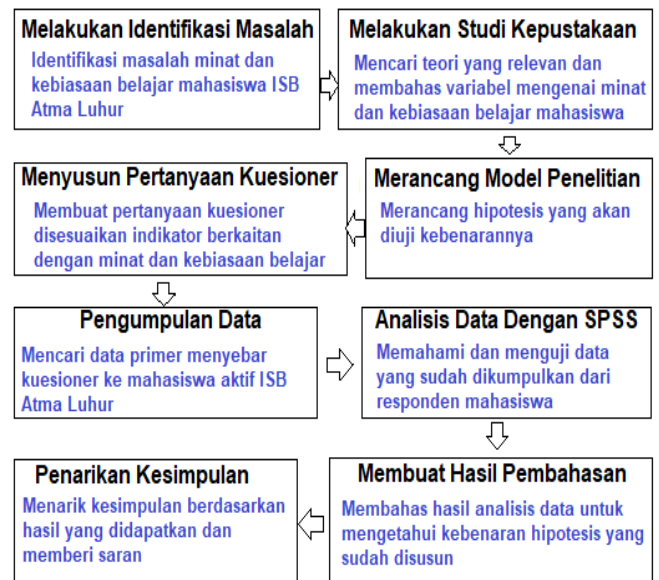 Melakukan Identifikasi Masalah
Identifikasi masalah minat dan
kebiasaan belajar mahasiswa ISB
Atma Luhur
Melakukan Studi Kepustakaan
Mencari teori yang relevan dan
membahas variabel mengenai minat
dan kebiasaan belajar mahasiswa
Merancang Model Penelitian
Merancang hipotesis yang akan
diuji kebenarannya
Menyusun Pertanyaan Kuesioner
Membuat pertanyaan kuesioner
disesuaikan indikator berkaitan
dengan minat dan kebiasaan belajar
Pengumpulan Data
Mencari data primer menyebar
kuesioner ke mahasiswa aktif ISB
Atma Luhur
Analisis Data Dengan SPSS
Memahami dan menguji data
yang sudah dikumpulkan dari
responden mahasiswa
Membuat Hasil Pembahasan
Membahas hasil analisis data untuk
mengetahui kebenaran hipotesis yang
sudah disusun
Penarikan Kesimpulan
Menarik kesimpulan berdasarkan
hasil yang didapatkan dan
memberi saran